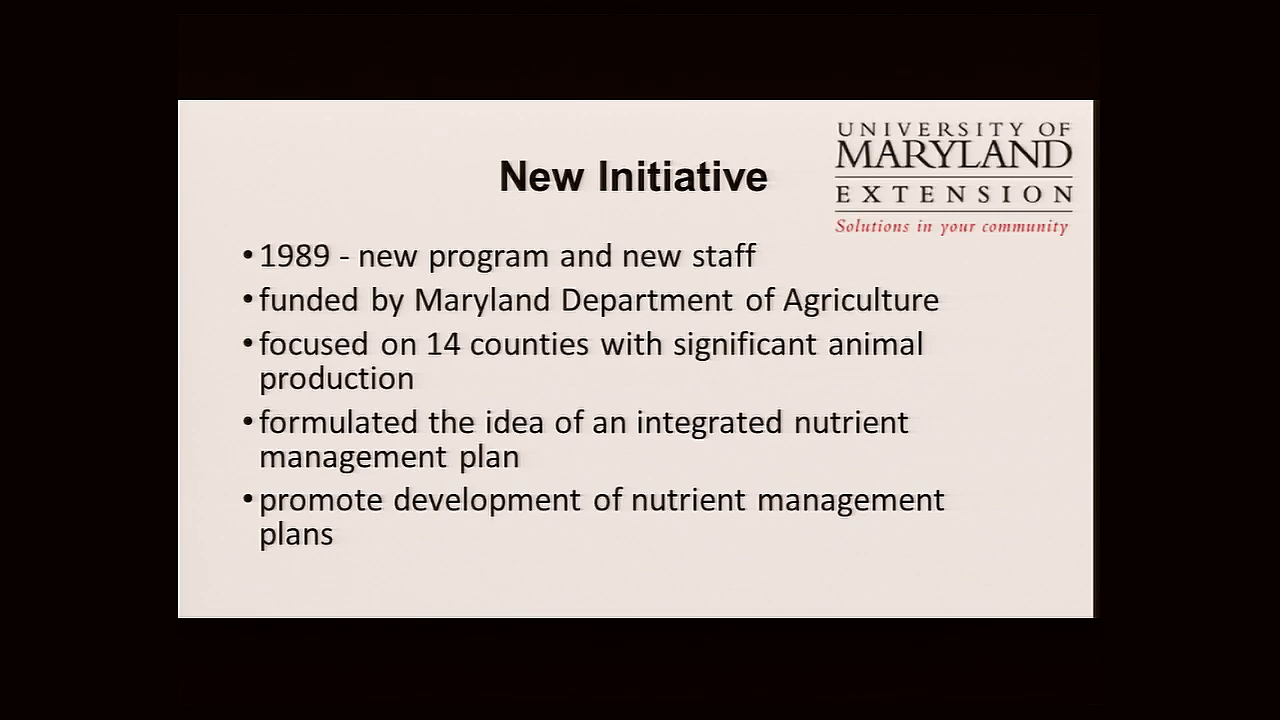 UNIVERSITY OF
MARYLAND
EXTENSION
Solutions in your community
New Initiative
•1989 - new program and new staff
•funded by Maryland Department of Agriculture
•focused on 14 counties with significant animal
production
•formulated the idea of an integrated nutrient
management plan
•promote development of nutrient management
plans